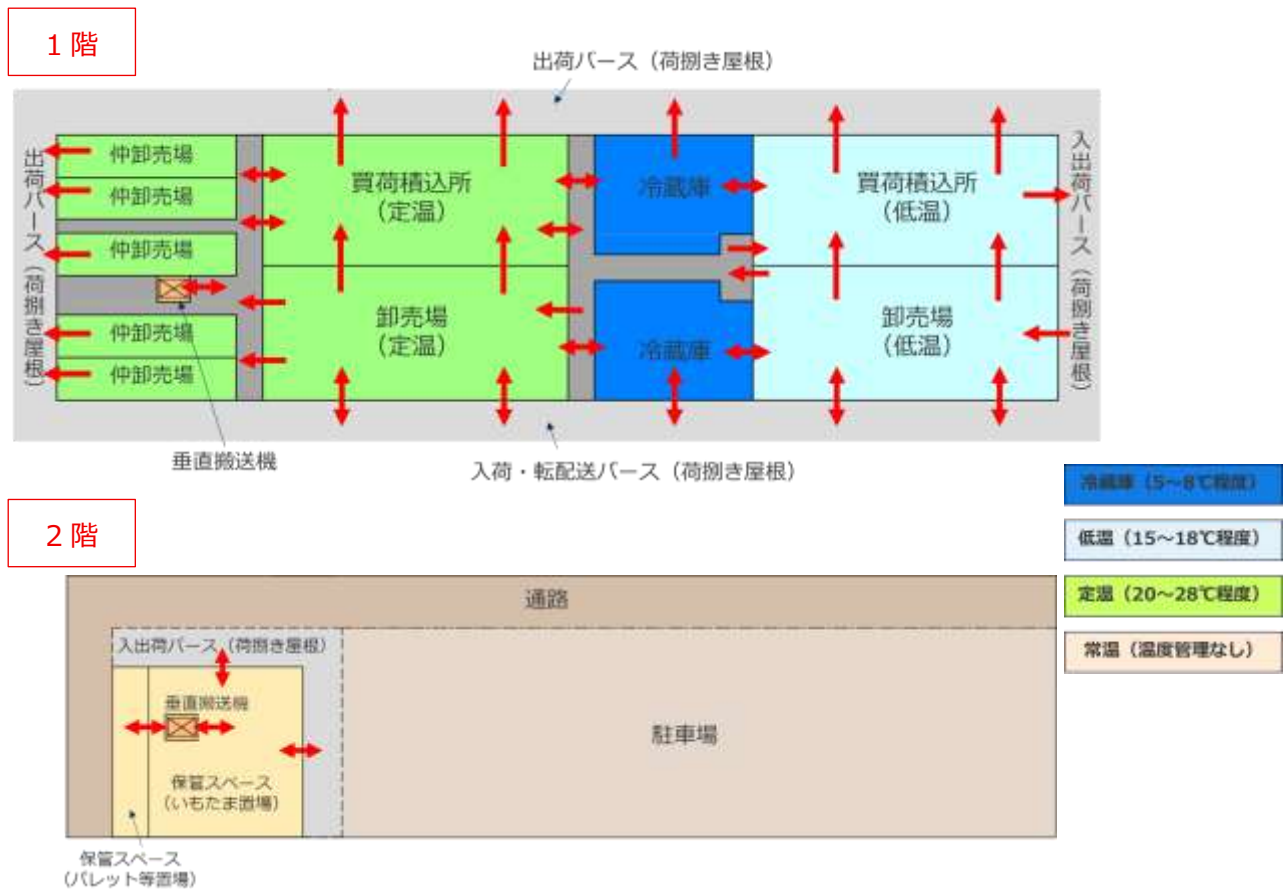 1階
出荷バース（荷捌き屋根）
出荷バース（荷捌き屋根）
仲卸売場
仲卸売場
仲卸売場
仲卸売場
仲卸売場
買荷積込所
（定温）
卸売場
（定温）
冷蔵庫
冷蔵庫
買荷積込所
（低温）
卸売場
（低温）
入出荷バース（荷捌き屋根）
垂直搬送機
入荷・転配送バース（荷捌き屋根）
冷蔵庫（5～8℃程度）
低温（15～18℃程度）
定温（20～28℃程度）
常温（温度管理なし）
2階
通路
入出荷バース（荷捌き屋根）
垂直搬送機
保管スペース
（いもたま置場）
駐車場
保管スペース
（パレット等置場）